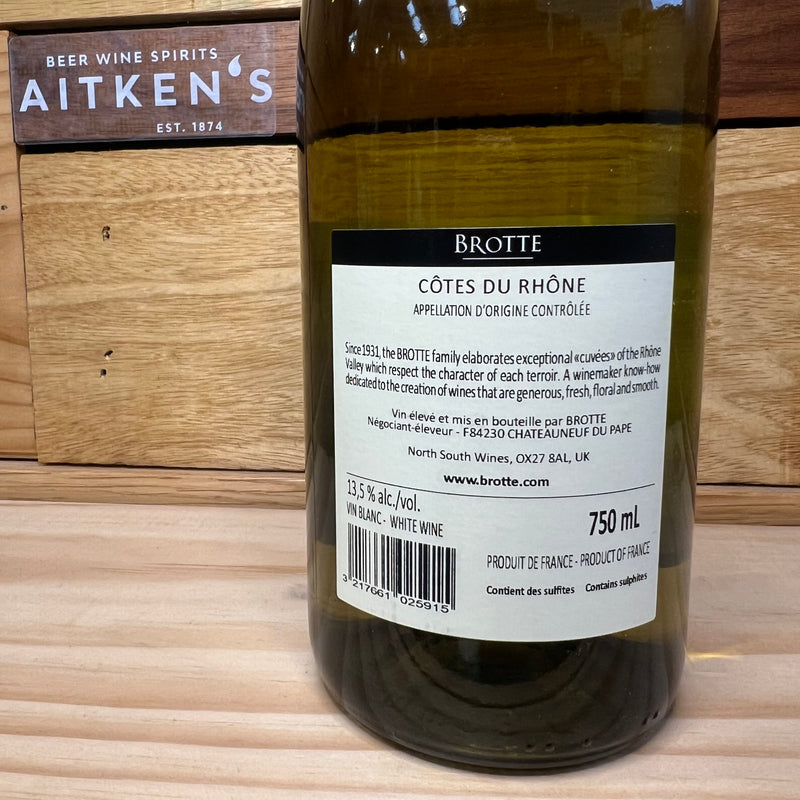 BEER WINE SPIRITS
AITKEN'S
EST. 1874
BROTTE
CÔTES DU RHÔNE
APPELLATION D'ORIGINE CONTRÔLÉE
Since 1931, the BROTTE family elaborates exceptional «cuvées» of the Rhône
Valley which respect the character of each terroir. A winemaker know-how
dedicated to the creation of wines that are generous, fresh, floral and smooth.
Vin élevé et mis en bouteille par BROTTE
Négociant-éleveur - F84230 CHATEAUNEUF DU PAPE
North South Wines, OX27 8AL, UK
www.brotte.com
13,5 % alc./vol.
VIN BLANC - WHITE WINE
750 mL
PRODUIT DE FRANCE - PRODUCT OF FRANCE
Contient des sulfites Contains sulphites
3 217661 025915